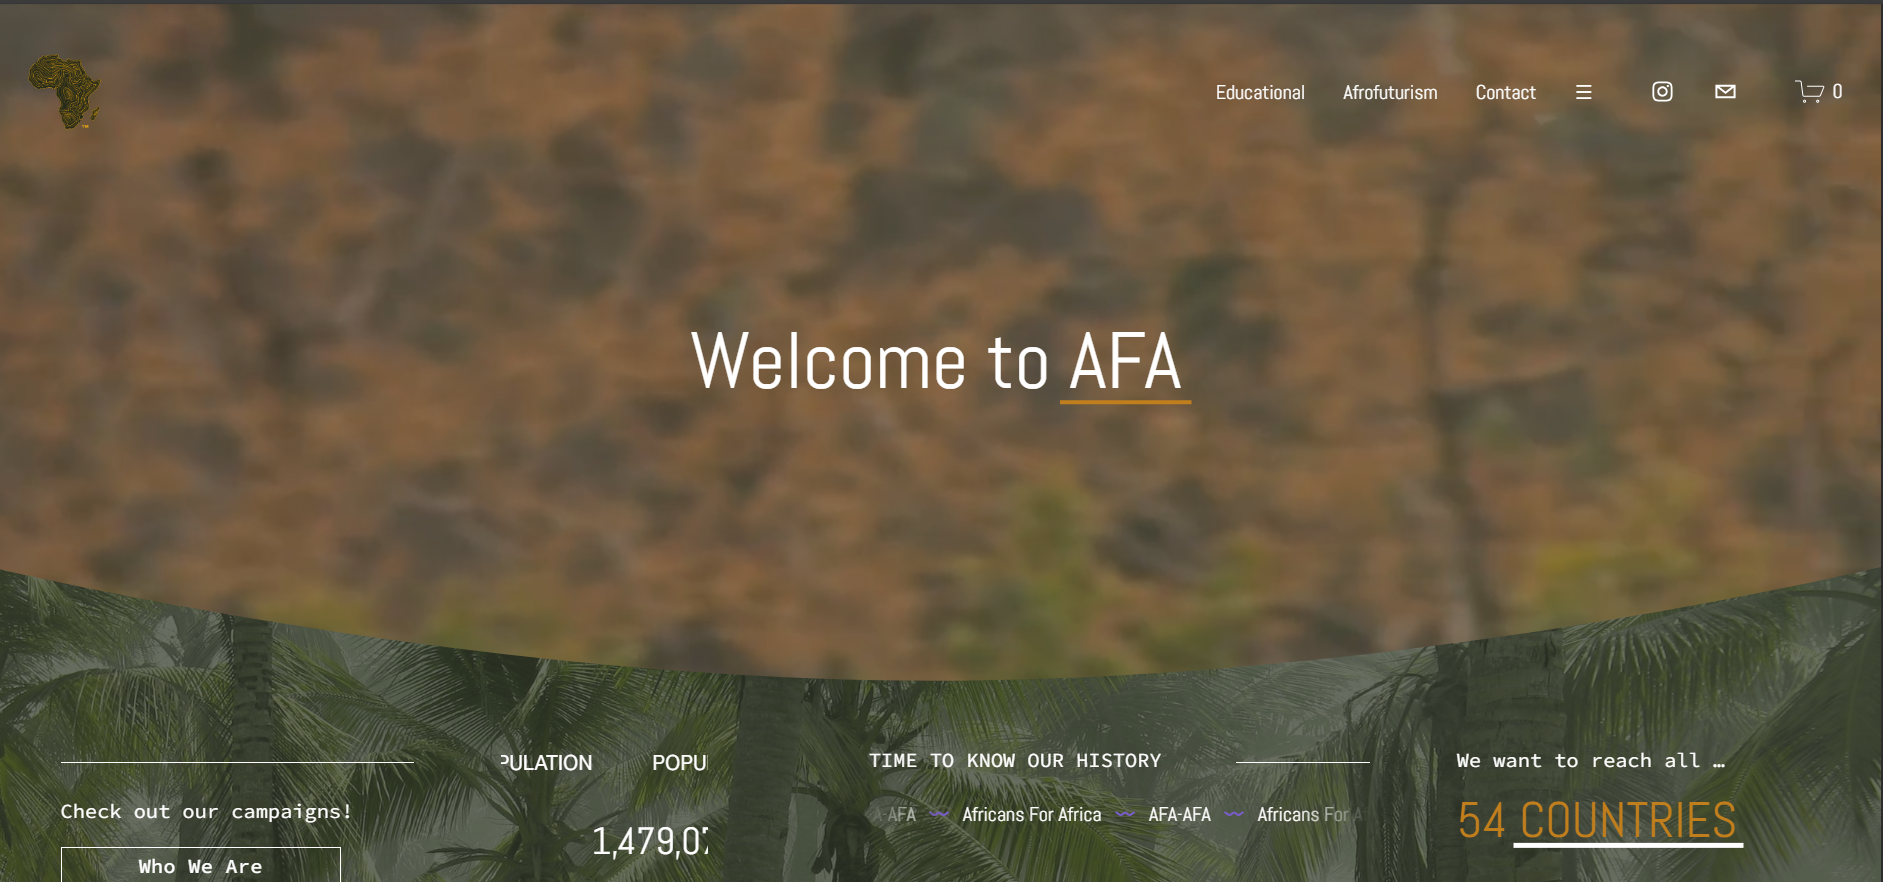 Educational Afrofuturism Contact 0
Welcome to AFA
Check out our campaigns!
Who We Are
PULATION POPU
1,479,07
TIME TO KNOW OUR HISTORY
A-AFA Africans For Africa AFA-AFA Africans For A
We want to reach all …
54 COUNTRIES